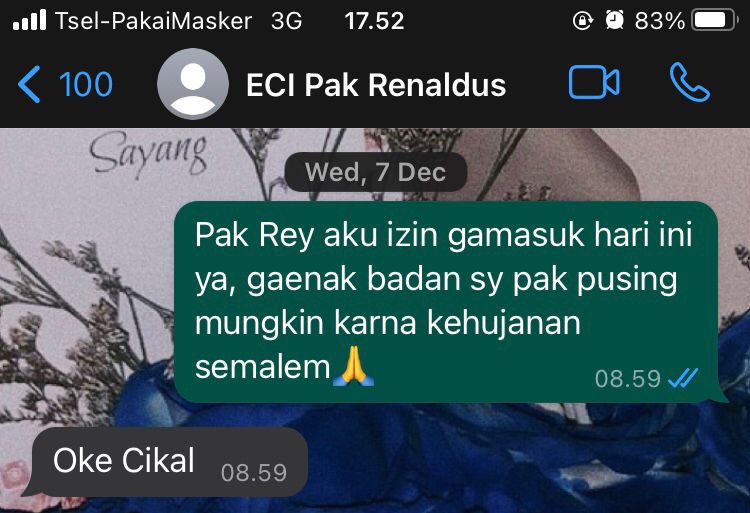 Tsel-PakaiMasker 3G 17.52 83%
100 ECI Pak Renaldus
Sayang
Wed, 7 Dec
Pak Rey aku izin gamasuk hari ini
ya, gaenak badan sy pak pusing
mungkin karna kehujanan
semalem🙏
08.59
Oke Cikal 08.59